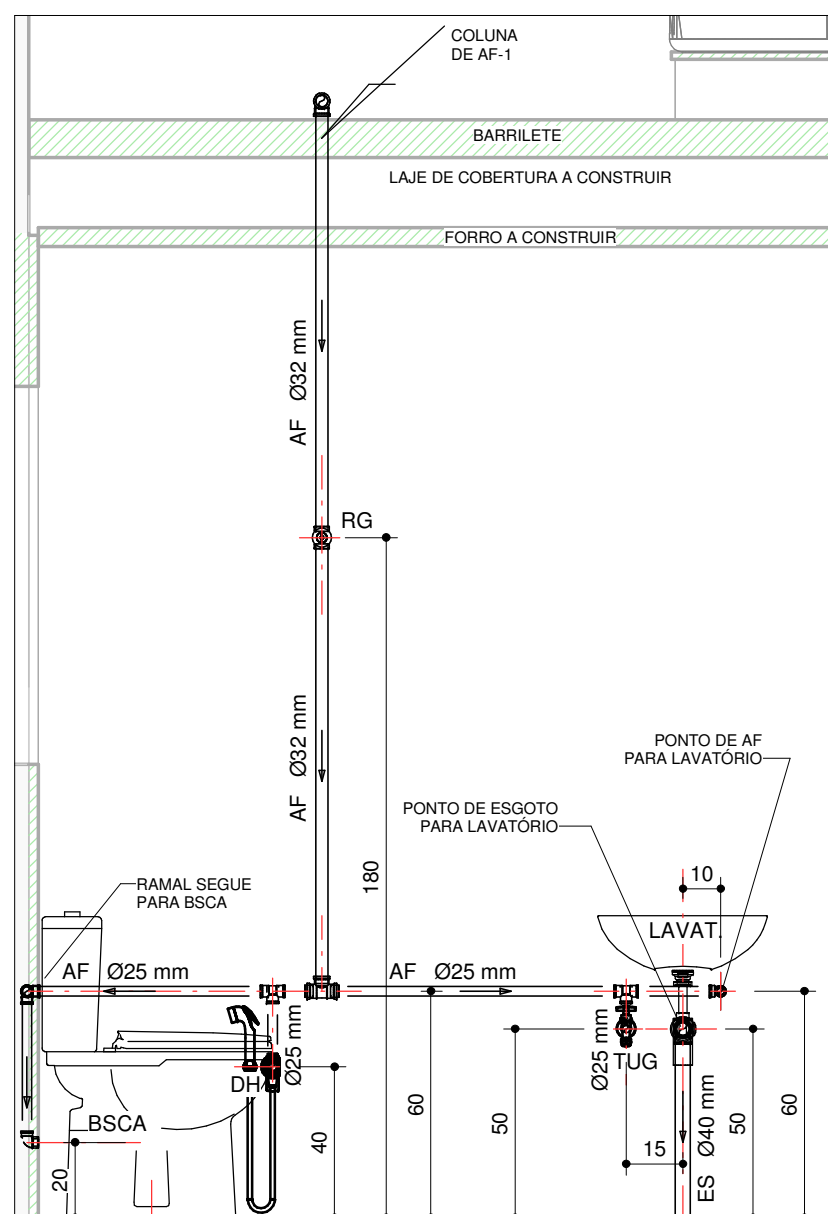 COLUNA
DE AF-1
BARRILETE
LAJE DE COBERTURA A CONSTRUIR
FORRO A CONSTRUIR
AF Ø32 mm
RG
AF Ø32 mm
PONTO DE AF
PARA LAVATÓRIO
PONTO DE ESGOTO
PARA LAVATÓRIO
180
10
RAMAL SEGUE
PARA BSCA
LAVAT.
AF Ø25 mm
AF Ø25 mm
Ø25 mm
Ø25 mm
TUG
DH
BSCA
20
40
60
50
15
ES Ø40 mm
50
60